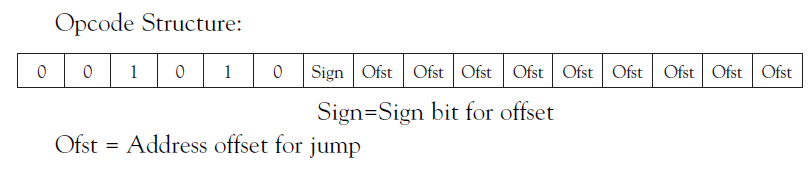 Opcode Structure:
0 0 1 0 1 0 Sign Ofst Ofst Ofst Ofst Ofst Ofst Ofst Ofst Ofst
Sign=Sign bit for offset
Ofst = Address offset for jump